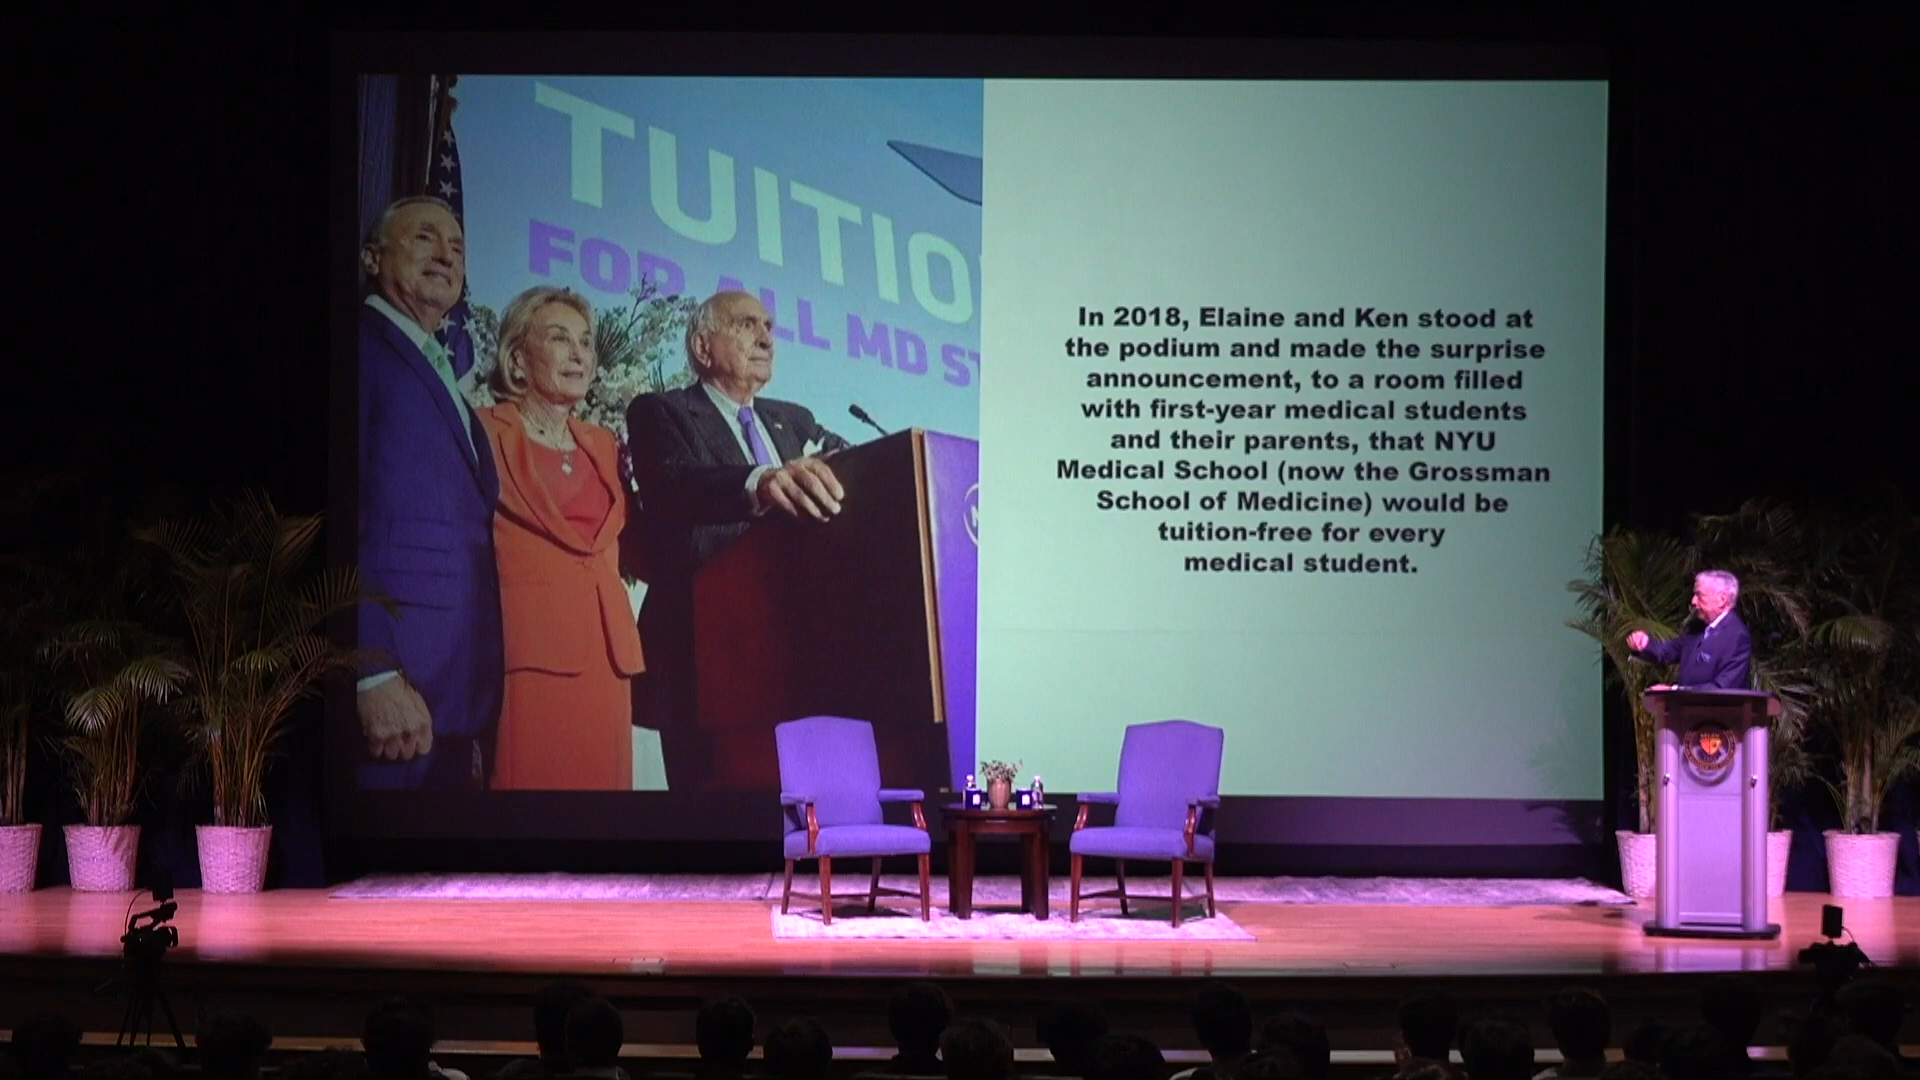 TUITIO
FOR ALL MD ST
In 2018, Elaine and Ken stood at
the podium and made the surprise
announcement, to a room filled
with first-year medical students
and their parents, that NYU
Medical School (now the Grossman
School of Medicine) would be
tuition-free for every
medical student.